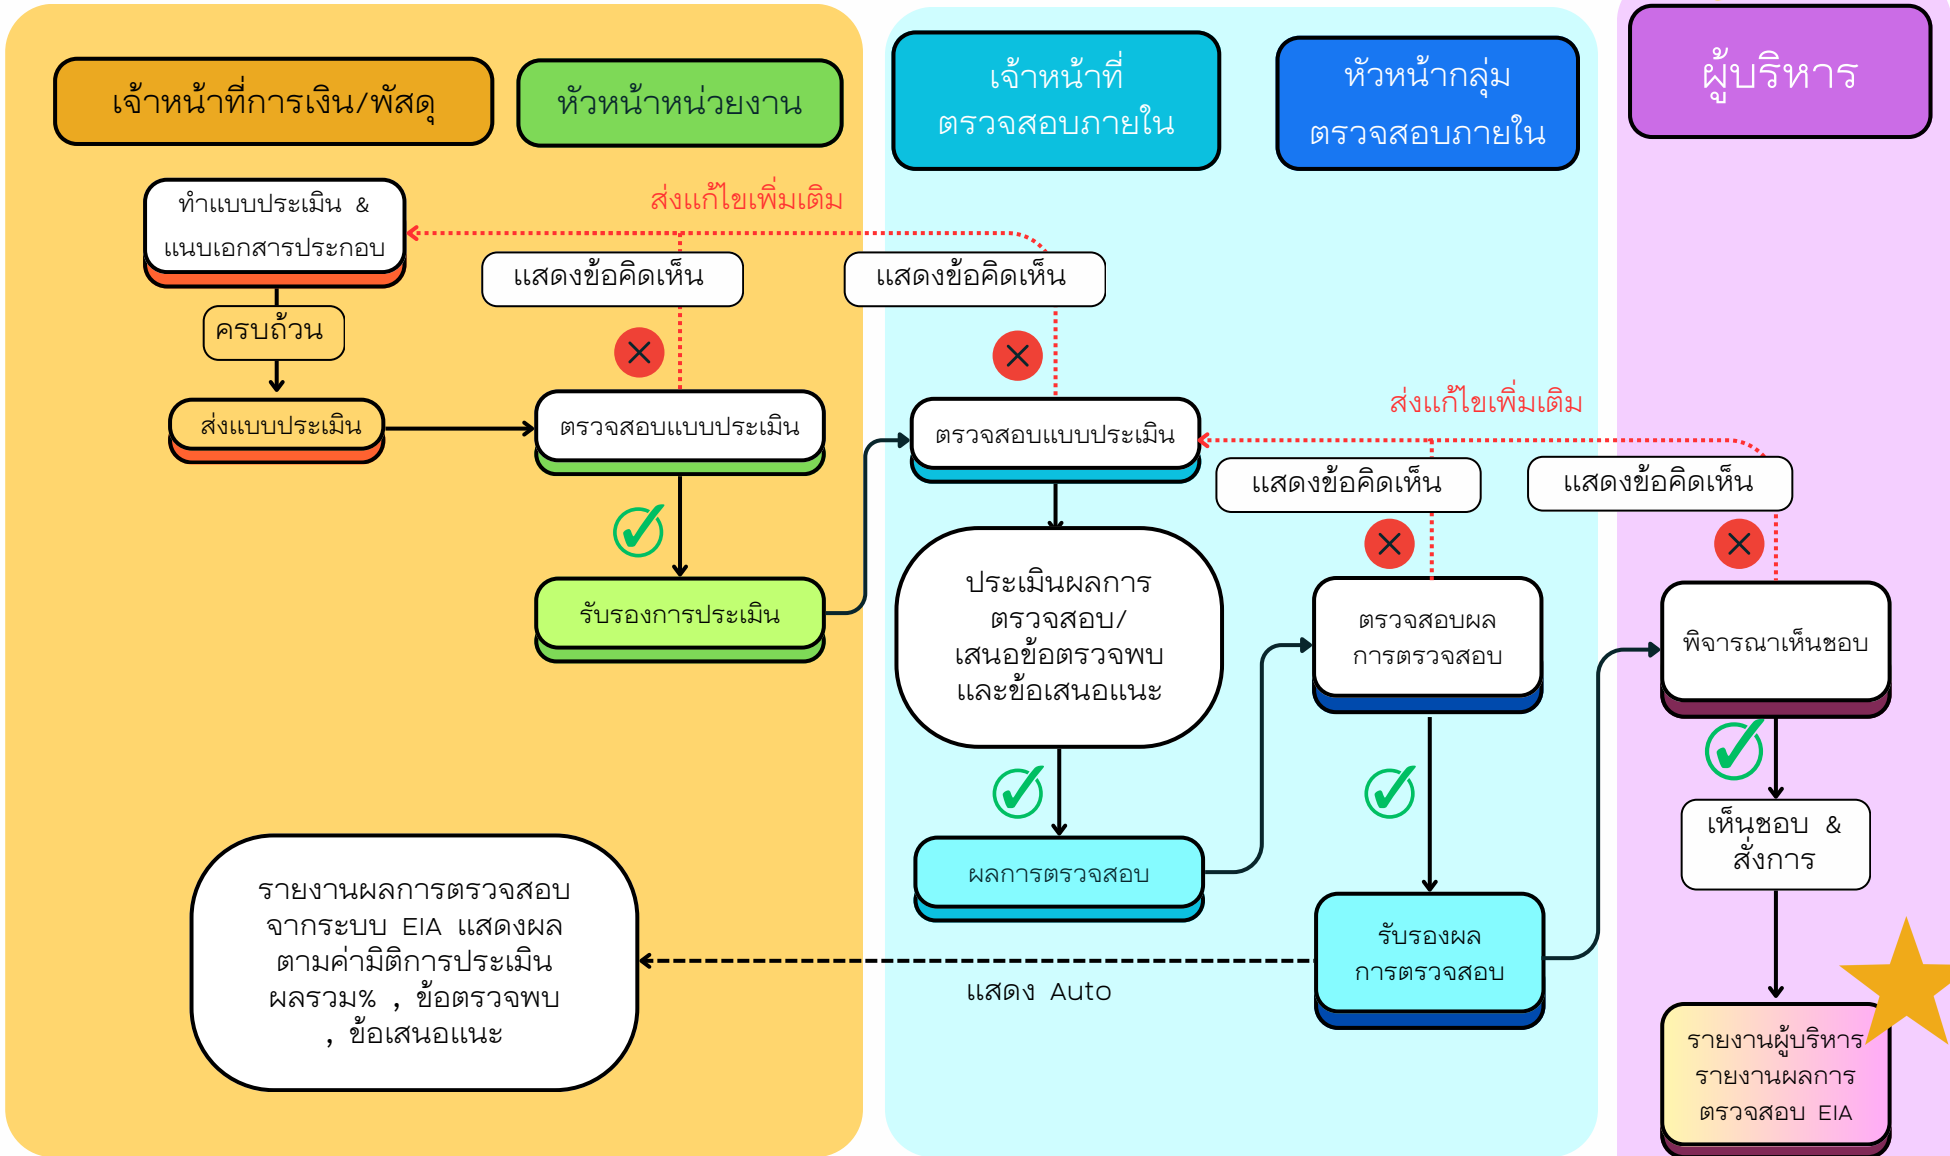 เจ้าหน้าที่การเงิน/พัสดุ
หัวหน้าหน่วยงาน
เจ้าหน้าที่
ตรวจสอบภายใน
หัวหน้ากลุ่ม
ตรวจสอบภายใน
ผู้บริหาร
ทำแบบประเมิน &
แนบเอกสารประกอบ
ส่งแก้ไขเพิ่มเติม
แสดงข้อคิดเห็น
แสดงข้อคิดเห็น
ครบถ้วน
ส่งแบบประเมิน
ตรวจสอบแบบประเมิน
ตรวจสอบแบบประเมิน
ส่งแก้ไขเพิ่มเติม
แสดงข้อคิดเห็น
แสดงข้อคิดเห็น
รับรองการประเมิน
ประเมินผลการ
ตรวจสอบ/
เสนอข้อตรวจพบ
และข้อเสนอแนะ
ตรวจสอบผล
การตรวจสอบ
พิจารณาเห็นชอบ
เห็นชอบ &
สั่งการ
ผลการตรวจสอบ
รายงานผลการตรวจสอบ
จากระบบ EIA แสดงผล
ตามค่ามิติการประเมิน
ผลรวม% , ข้อตรวจพบ
, ข้อเสนอแนะ
แสดง Auto
รับรองผล
การตรวจสอบ
รายงานผู้บริหาร
รายงานผลการ
ตรวจสอบ EIA